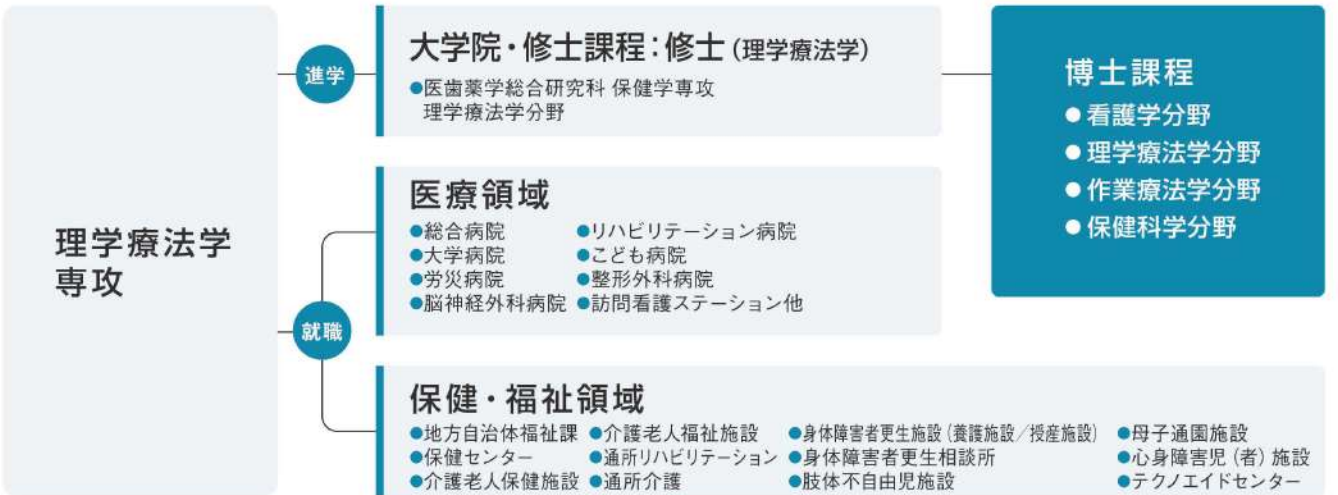 理学療法学
専攻
進学
大学院・修士課程:修士(理学療法学)
●医歯薬学総合研究科 保健学専攻
理学療法学分野
博士課程
●看護学分野
●理学療法学分野
●作業療法学分野
●保健科学分野
就職
医療領域
●総合病院 ●リハビリテーション病院
●大学病院 ●こども病院
●労災病院 ●整形外科病院
●脳神経外科病院 ●訪問看護ステーション他
保健・福祉領域
●地方自治体福祉課 ●介護老人福祉施設 ●身体障害者更生施設(養護施設/授産施設) ●母子通園施設
●保健センター ●通所リハビリテーション ●身体障害者更生相談所 ●心身障害児(者)施設
●介護老人保健施設 ●通所介護 ●肢体不自由児施設 ●テクノエイドセンター